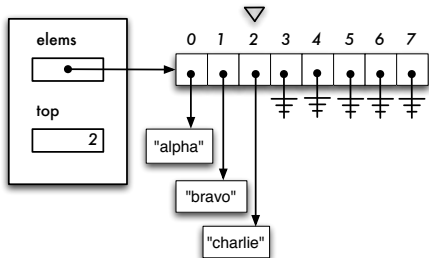 elems
0 1 2 3 4 5 6 7
top
2
"alpha"
"bravo"
"charlie"